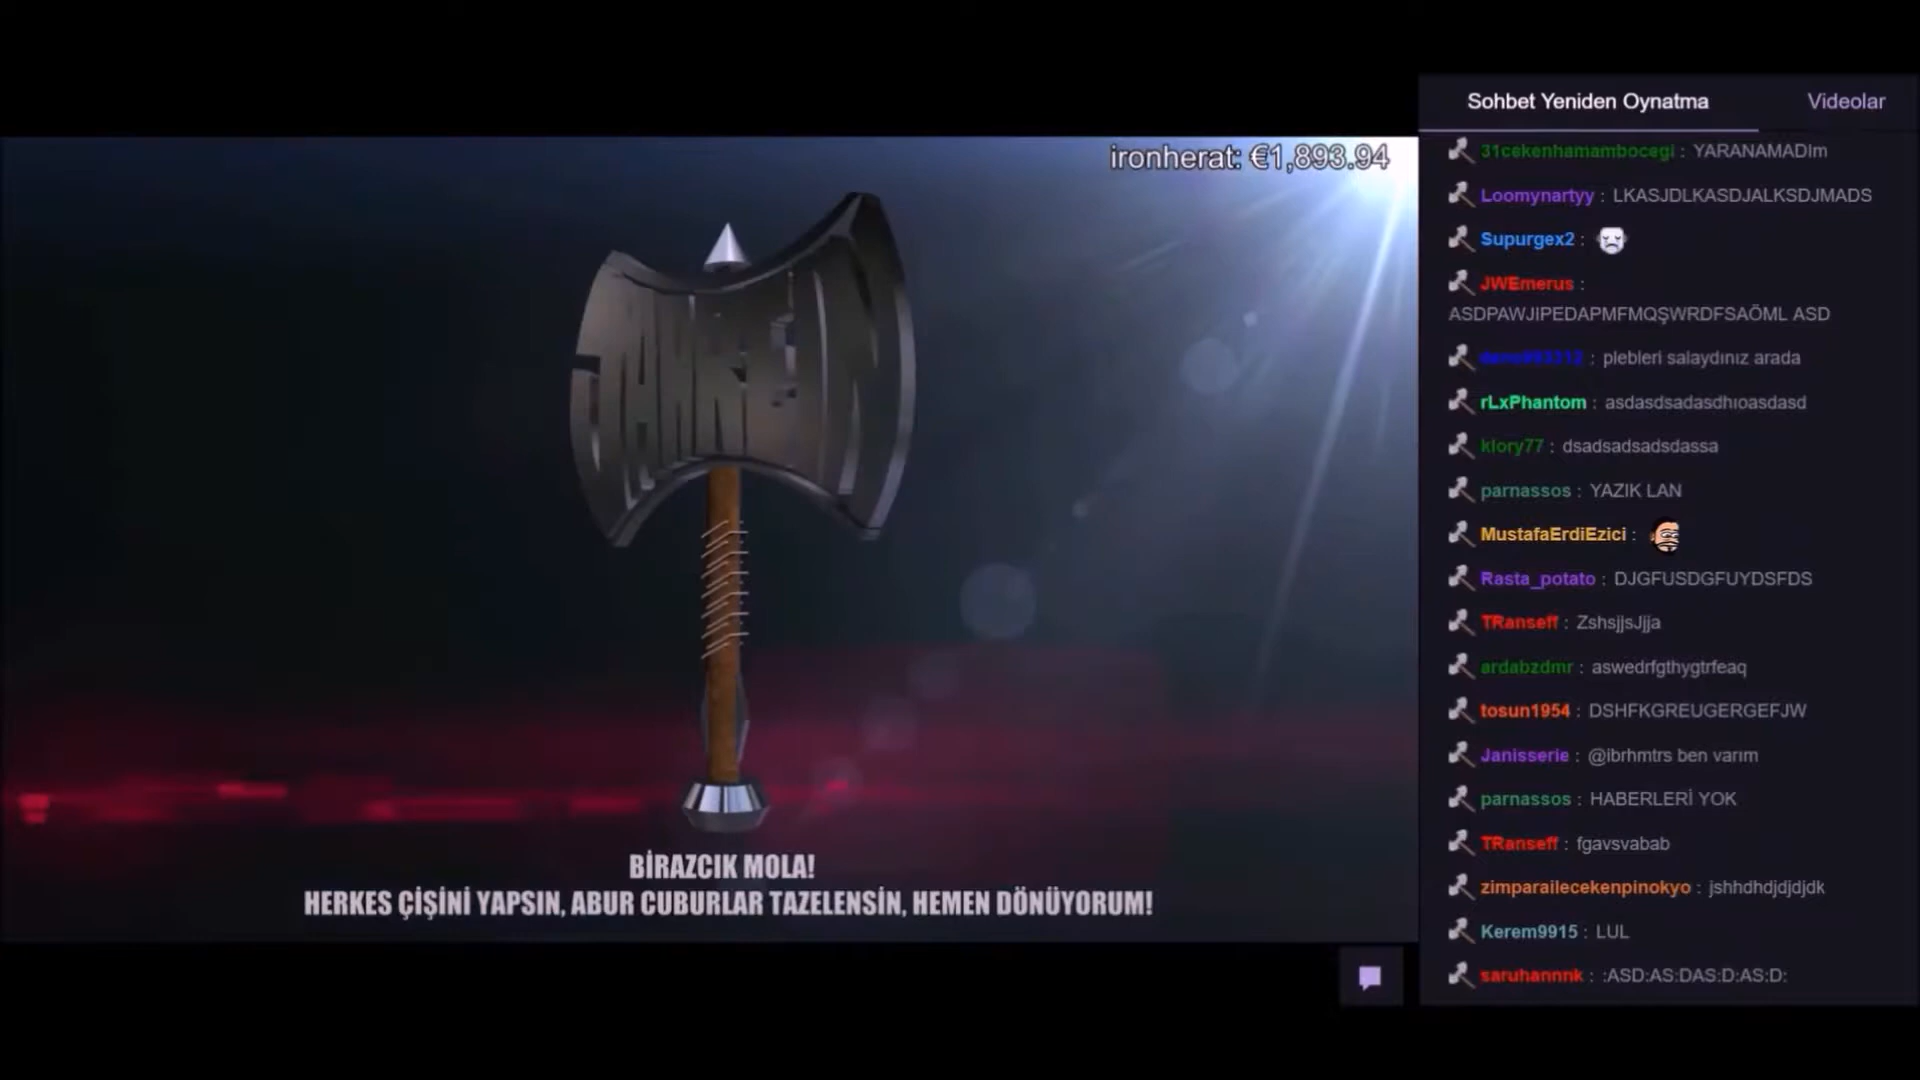 ironherat: €1,893.94
BİRAZCIK MOLA!
HERKES ÇİŞİNİ YAPSIN, ABUR CUBURLAR TAZELENSİN, HEMEN DÖNÜYORUM!
Sohbet Yeniden Oynatma
Videolar
31cekenhamambocegi : YARANAMADIm
Loomynartyy : LKASJDLKASDJALKSDJMADS
Supurgex2 :
JWEmerus :
ASDPAWJIPEDAPMFMQŞWRDFSAÖML ASD
: plebleri salaydınız arada
rLxPhantom : asdasdsadasdhıoasdasd
klory77 : dsadsadsadsdassa
parnassos : YAZIK LAN
MustafaErdiEzici :
Rasta_potato : DJGFUSDGFUYDSFDS
TRanseff : ZshsjjsJjja
ardabzdmr : aswedrfgthygtrfeaq
tosun1954 : DSHFKGREUGERGEFJW
Janisserie : @ibrhmtrs ben varım
parnassos : HABERLERİ YOK
TRanseff : fgavsvabab
zimparailecekenpinokyo : jshhdhdjdjdjdk
Kerem9915 : LUL
saruhannnk : :ASD:AS:DAS:D:AS:D: